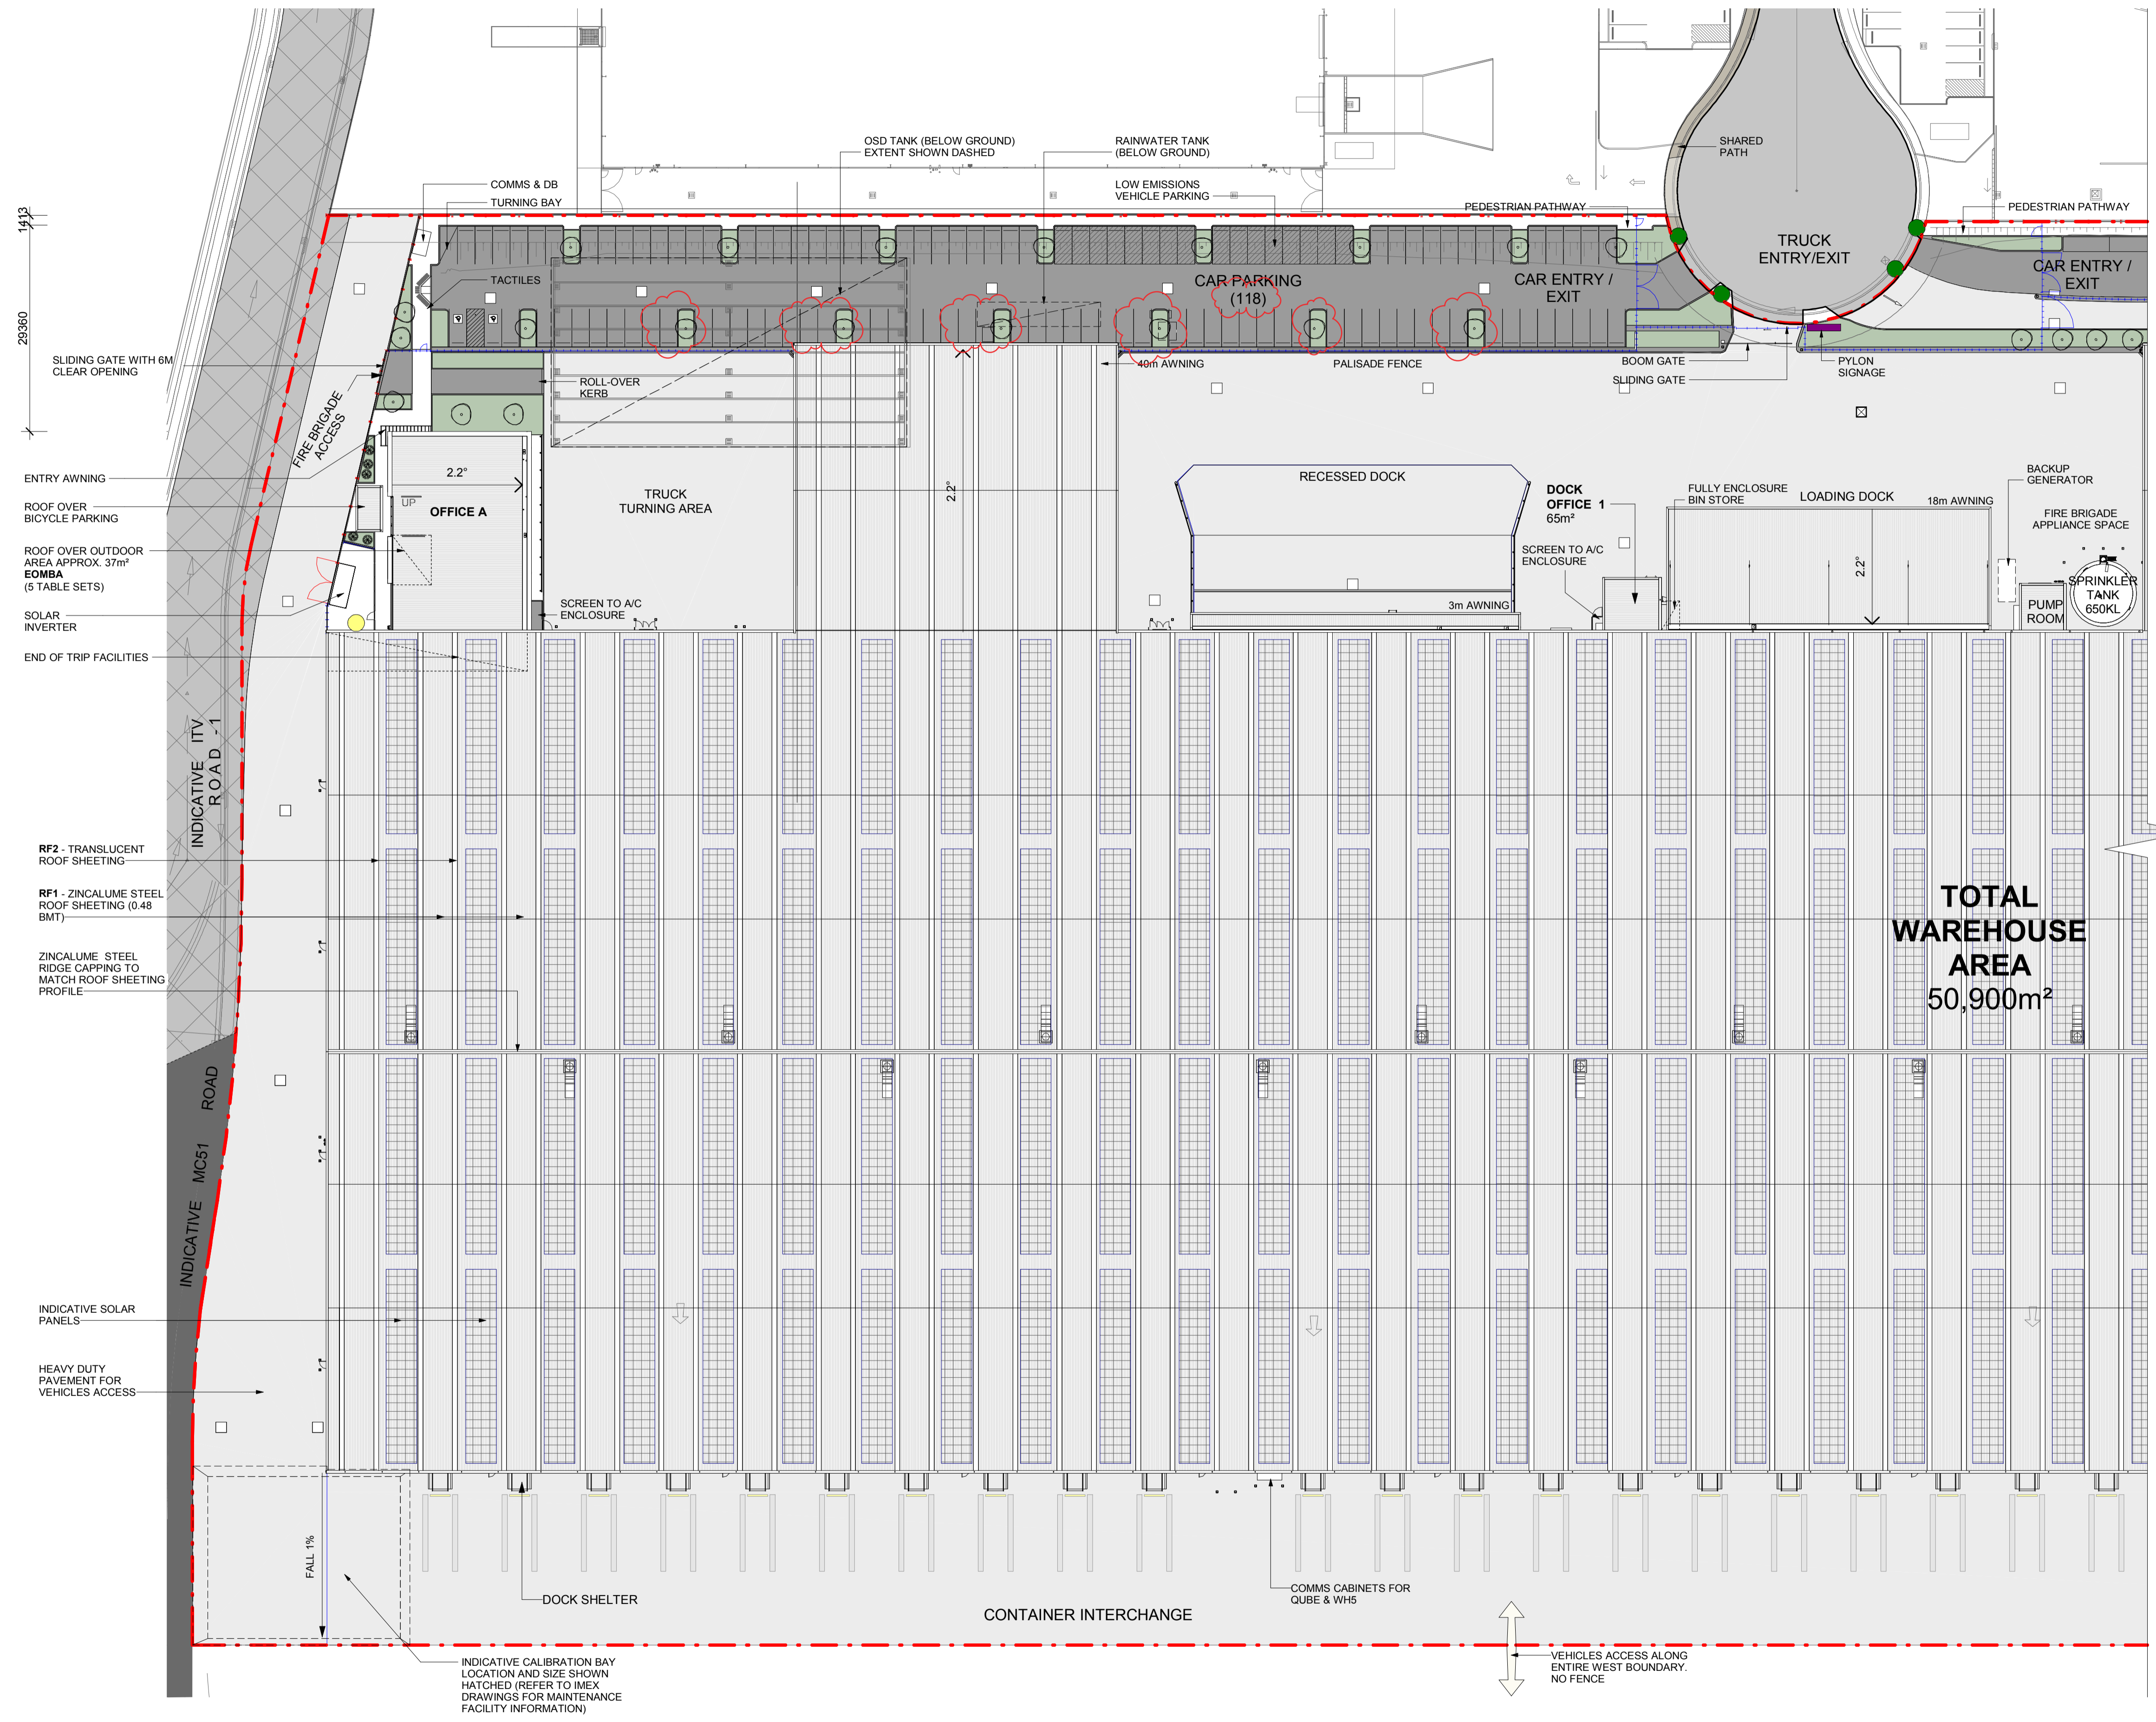 OSD TANK (BELOW GROUND)
EXTENT SHOWN DASHED
RAINWATER TANK
(BELOW GROUND)
SHARED
PATH
COMMS & DB
TURNING BAY
LOW EMISSIONS
VEHICLE PARKING
PEDESTRIAN PATHWAY
PEDESTRIAN PATHWAY
1413
29360
TRUCK
ENTRY/EXIT
TACTILES
CAR PARKING
(118)
CAR ENTRY /
EXIT
CAR ENTRY /
EXIT
SLIDING GATE WITH 6M
CLEAR OPENING
ROLL-OVER
KERB
40m AWNING
PALISADE FENCE
BOOM GATE
SLIDING GATE
PYLON
SIGNAGE
FIRE BRIGADE
ACCESS
ENTRY AWNING
2.2°
UP
OFFICE A
ROOF OVER
BICYCLE PARKING
TRUCK
TURNING AREA
2.2°
RECESSED DOCK
DOCK
OFFICE 1
65m²
FULLY ENCLOSURE
BIN STORE
LOADING DOCK
18m AWNING
BACKUP
GENERATOR
FIRE BRIGADE
APPLIANCE SPACE
ROOF OVER OUTDOOR
AREA APPROX. 37m²
EOMBA
(5 TABLE SETS)
SCREEN TO A/C
ENCLOSURE
2.2°
SPRINKLER
TANK
650KL
PUMP
ROOM
SOLAR
INVERTER
SCREEN TO A/C
ENCLOSURE
3m AWNING
END OF TRIP FACILITIES
INDICATIVE ITV
ROAD -1
RF2 - TRANSLUCENT
ROOF SHEETING
RF1 - ZINCALUME STEEL
ROOF SHEETING (0.48
BMT)
TOTAL
WAREHOUSE
AREA
50,900m²
ZINCALUME STEEL
RIDGE CAPPING TO
MATCH ROOF SHEETING
PROFILE
INDICATIVE MC51 ROAD
INDICATIVE SOLAR
PANELS
HEAVY DUTY
PAVEMENT FOR
VEHICLES ACCESS
FALL 1%
DOCK SHELTER
COMMS CABINETS FOR
QUBE & WH5
CONTAINER INTERCHANGE
INDICATIVE CALIBRATION BAY
LOCATION AND SIZE SHOWN
HATCHED (REFER TO IMEX
DRAWINGS FOR MAINTENANCE
FACILITY INFORMATION)
VEHICLES ACCESS ALONG
ENTIRE WEST BOUNDARY.
NO FENCE